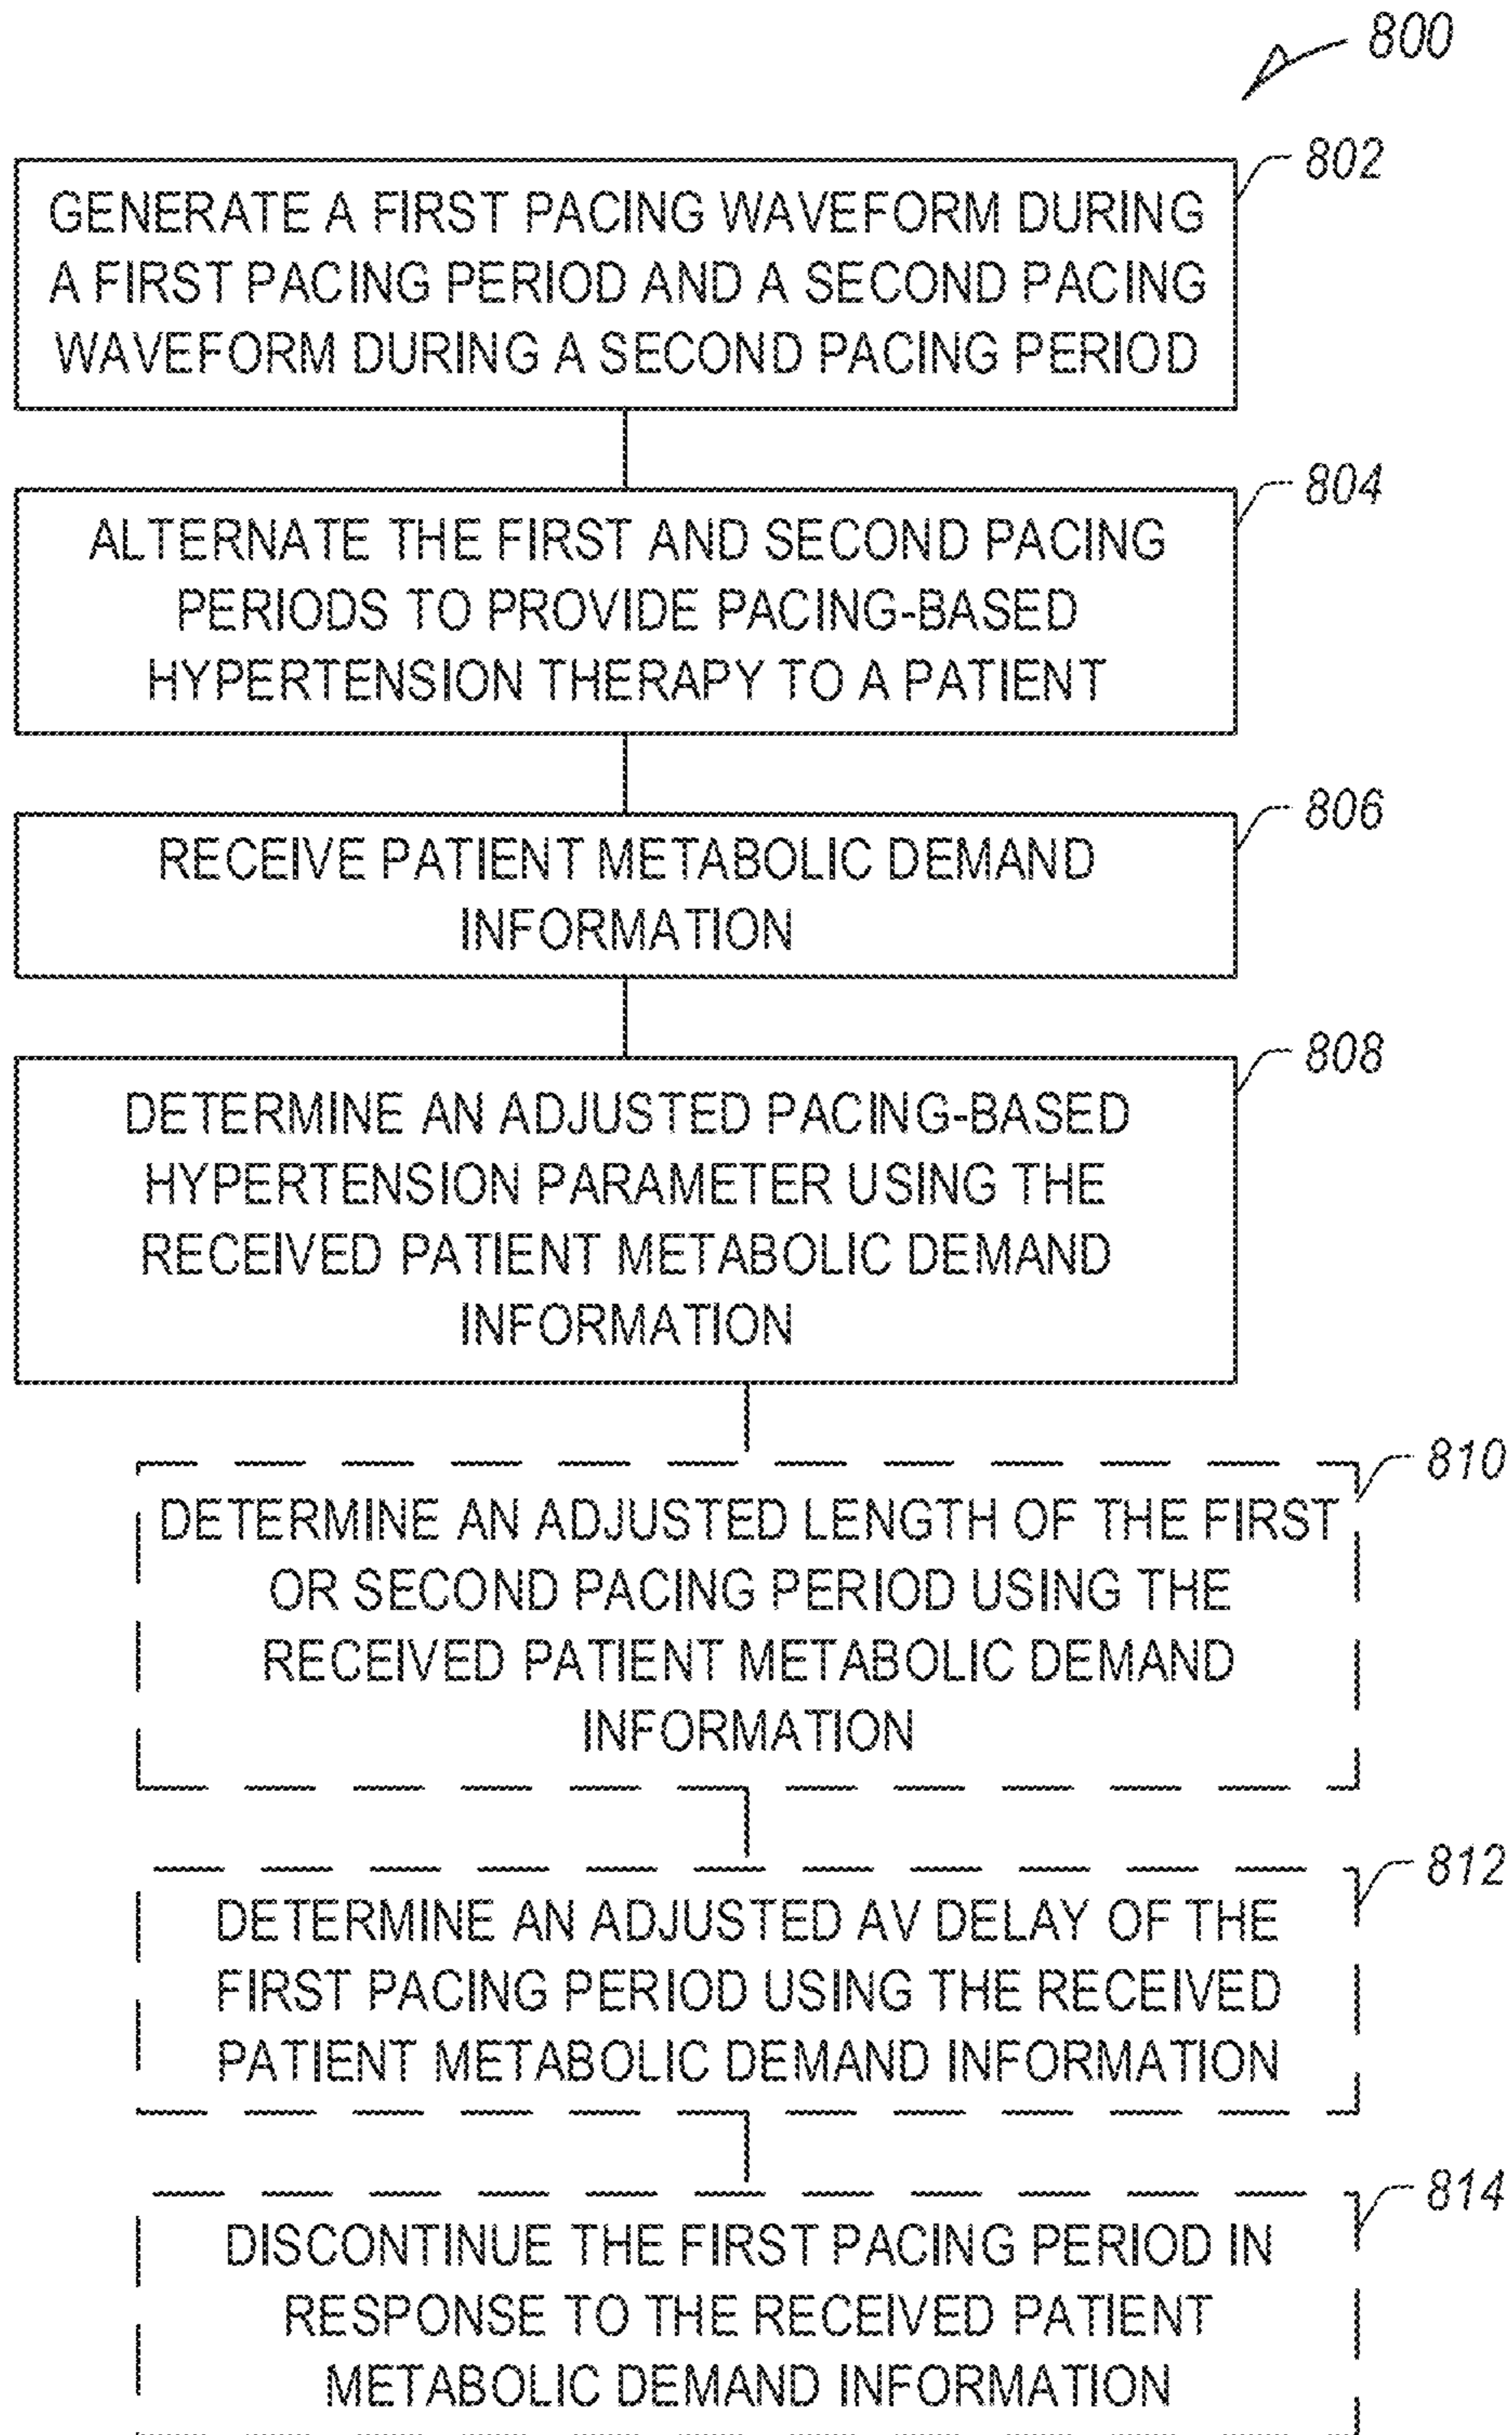 800
802
GENERATE A FIRST PACING WAVEFORM DURING
A FIRST PACING PERIOD AND A SECOND PACING
WAVEFORM DURING A SECOND PACING PERIOD
804
ALTERNATE THE FIRST AND SECOND PACING
PERIODS TO PROVIDE PACING-BASED
HYPERTENSION THERAPY TO A PATIENT
806
RECEIVE PATIENT METABOLIC DEMAND
INFORMATION
808
DETERMINE AN ADJUSTED PACING-BASED
HYPERTENSION PARAMETER USING THE
RECEIVED PATIENT METABOLIC DEMAND
INFORMATION
810
DETERMINE AN ADJUSTED LENGTH OF THE FIRST
OR SECOND PACING PERIOD USING THE
RECEIVED PATIENT METABOLIC DEMAND
INFORMATION
812
DETERMINE AN ADJUSTED AV DELAY OF THE
FIRST PACING PERIOD USING THE RECEIVED
PATIENT METABOLIC DEMAND INFORMATION
814
DISCONTINUE THE FIRST PACING PERIOD IN
RESPONSE TO THE RECEIVED PATIENT
METABOLIC DEMAND INFORMATION